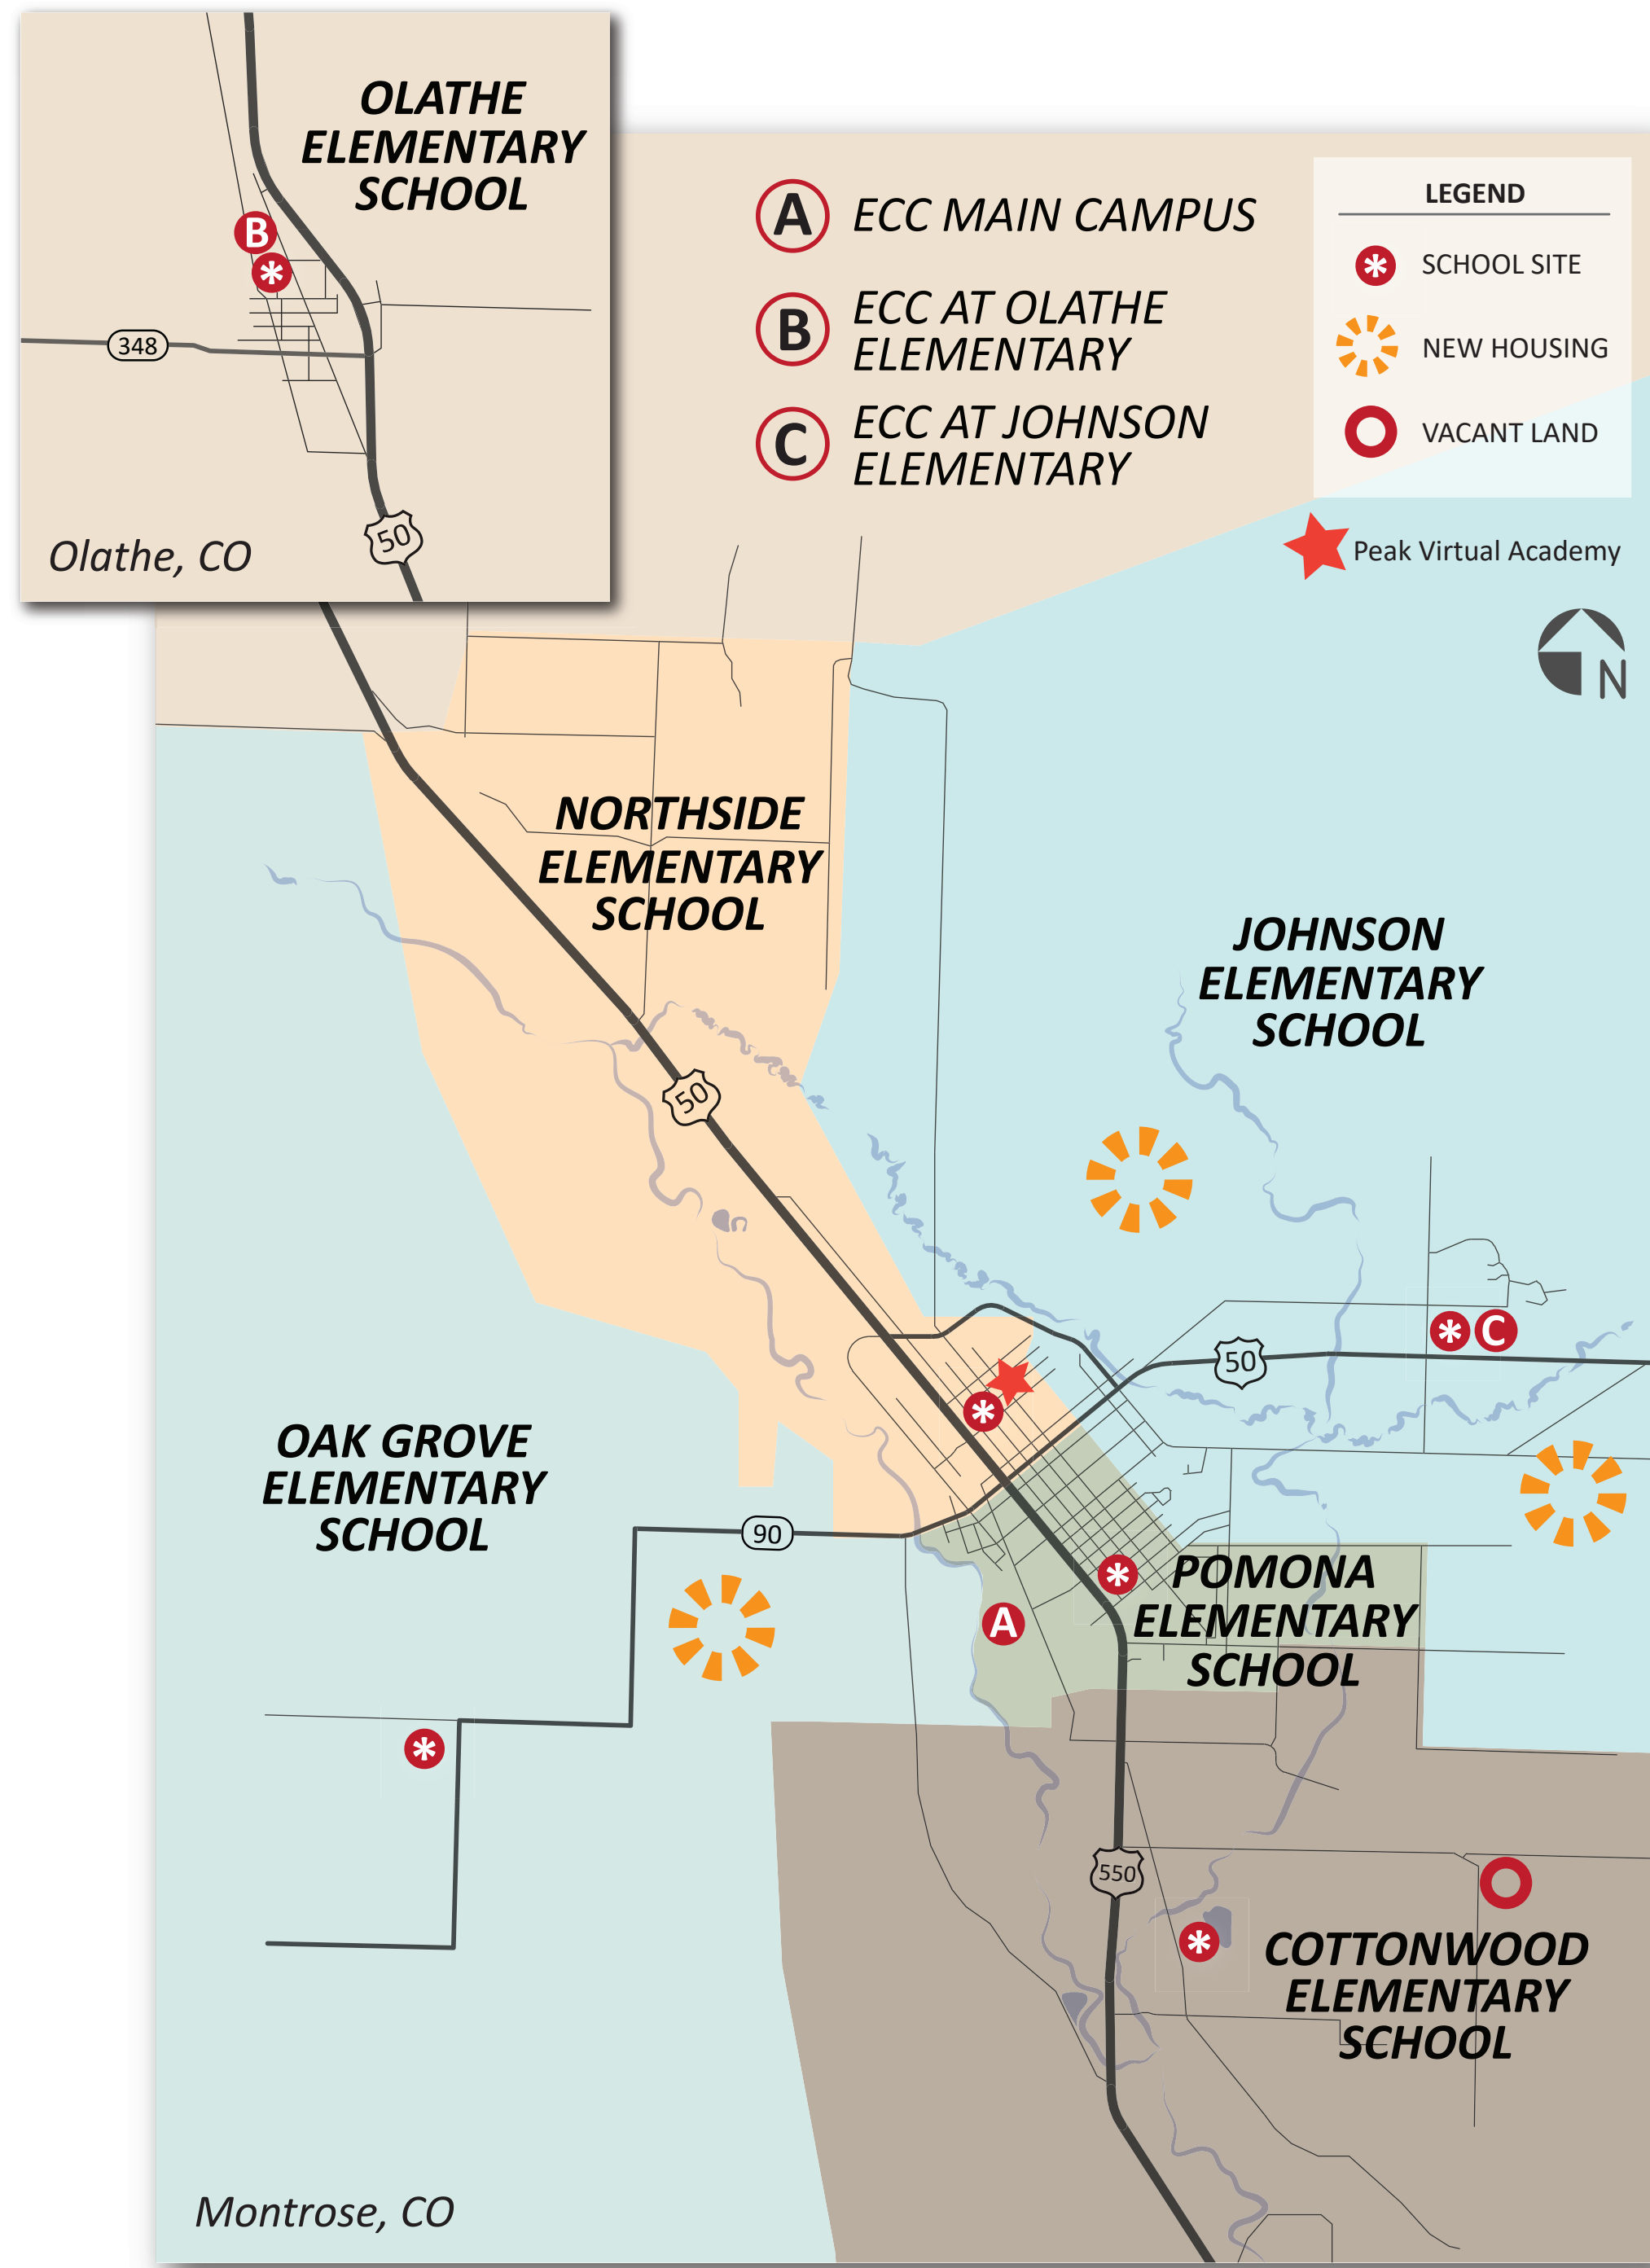 OLATHE
ELEMENTARY
SCHOOL
B
348
50
Olathe, CO
A ECC MAIN CAMPUS
B ECC AT OLATHE
ELEMENTARY
C ECC AT JOHNSON
ELEMENTARY
LEGEND
SCHOOL SITE
NEW HOUSING
VACANT LAND
Peak Virtual Academy
N
NORTHSIDE
ELEMENTARY
SCHOOL
JOHNSON
ELEMENTARY
SCHOOL
50
C
50
OAK GROVE
ELEMENTARY
SCHOOL
90
POMONA
ELEMENTARY
SCHOOL
A
550
COTTONWOOD
ELEMENTARY
SCHOOL
Montrose, CO